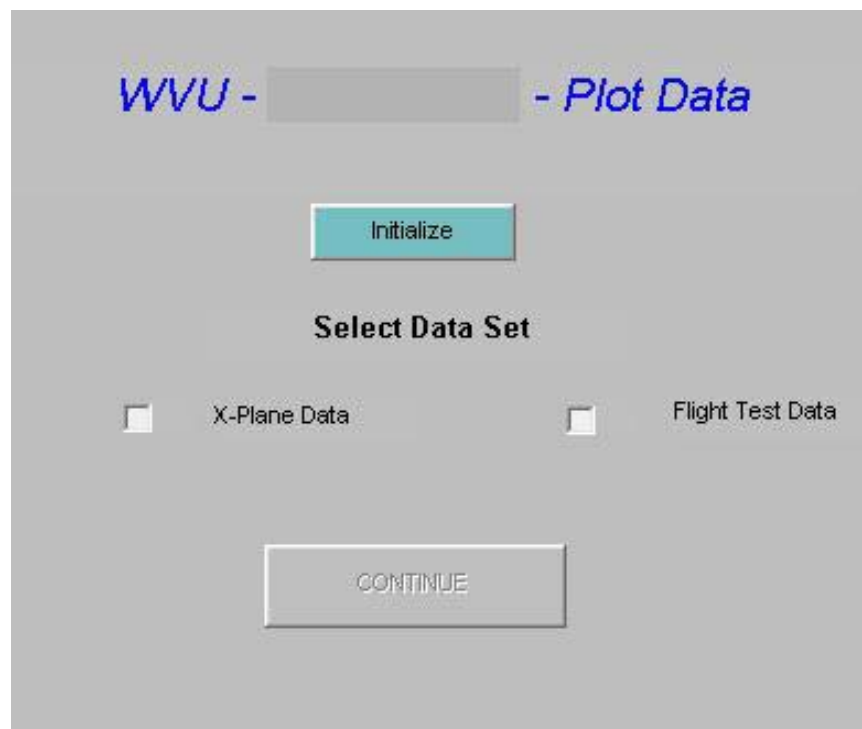 WVU - - Plot Data
Initialize
Select Data Set
X-Plane Data
Flight Test Data
CONTINUE